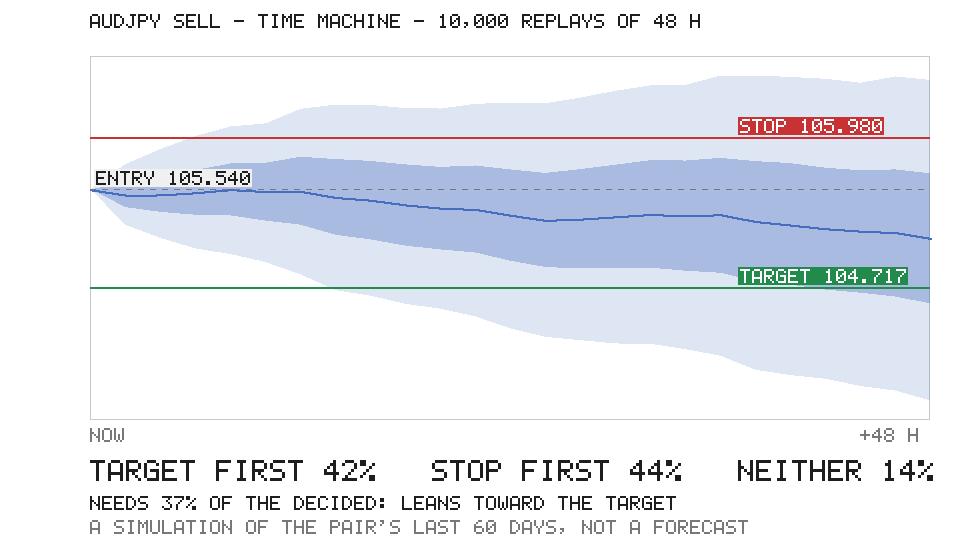 AUDJPY SELL - TIME MACHINE - 10,000 REPLAYS OF 48 H
STOP 105.980
ENTRY 105.540
TARGET 104.717
NOW +48 H
TARGET FIRST 42% STOP FIRST 44% NEITHER 14%
NEEDS 37% OF THE DECIDED: LEANS TOWARD THE TARGET
A SIMULATION OF THE PAIR'S LAST 60 DAYS, NOT A FORECAST